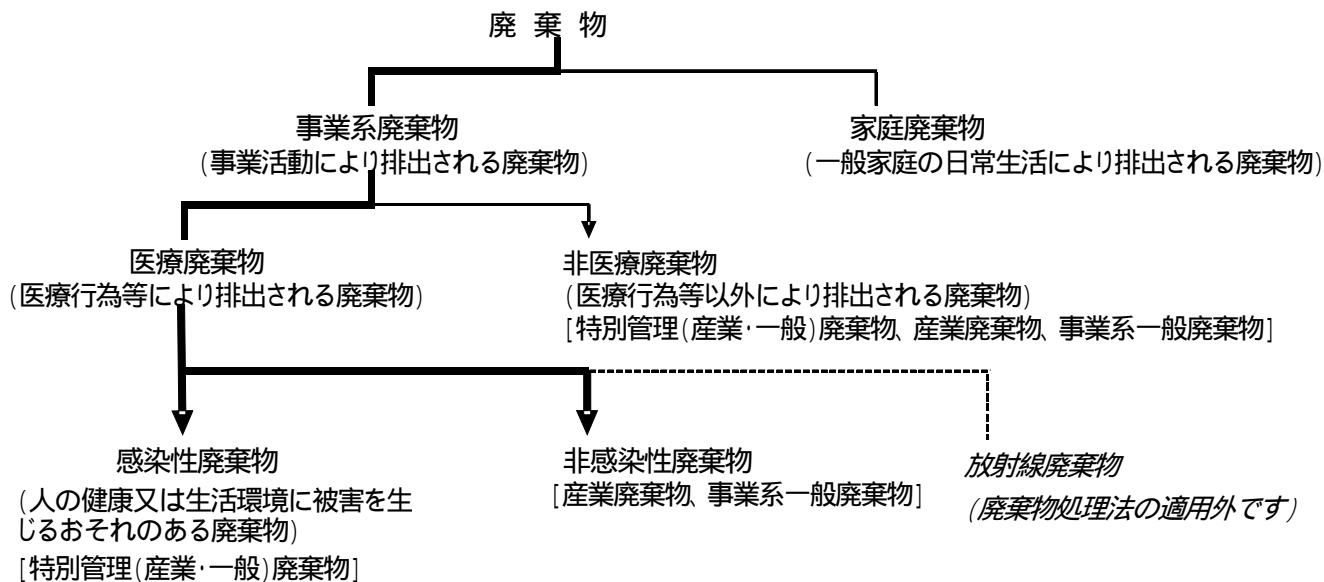 廃 棄 物
事業系廃棄物
(事業活動により排出される廃棄物)
家庭廃棄物
(一般家庭の日常生活により排出される廃棄物)
医療廃棄物
(医療行為等により排出される廃棄物)
非医療廃棄物
(医療行為等以外により排出される廃棄物)
[特別管理(産業･一般)廃棄物、産業廃棄物、事業系一般廃棄物]
感染性廃棄物
(人の健康又は生活環境に被害を生
じるおそれのある廃棄物)
[特別管理(産業･一般)廃棄物]
非感染性廃棄物
[産業廃棄物、事業系一般廃棄物]
放射線廃棄物
(廃棄物処理法の適用外です)